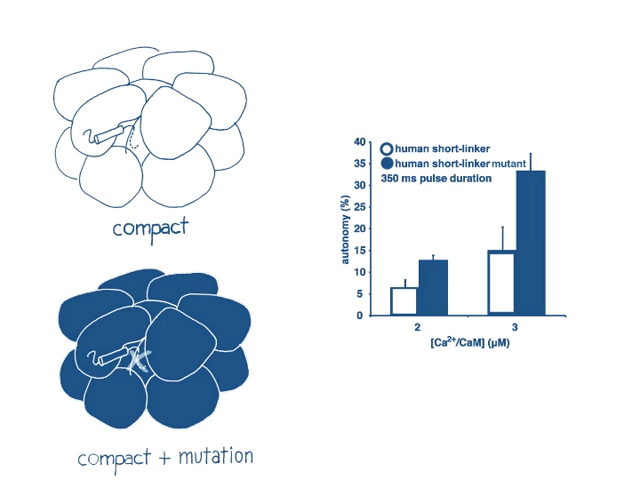 compact
compact + mutation
human short-linker
human short-linker mutant
350 ms pulse duration
autonomy (%)
40
35
30
25
20
15
10
5
0
2 3
[Ca²⁺/CaM] (µM)